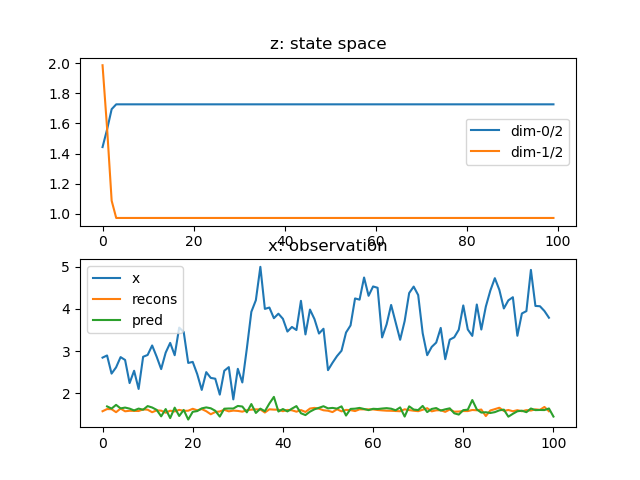 z: state space
2.0
1.8
1.6
1.4
1.2
1.0
dim-0/2
dim-1/2
0 20 40 60 80 100
x: observation
5
4
3
2
x
recons
pred
0 20 40 60 80 100